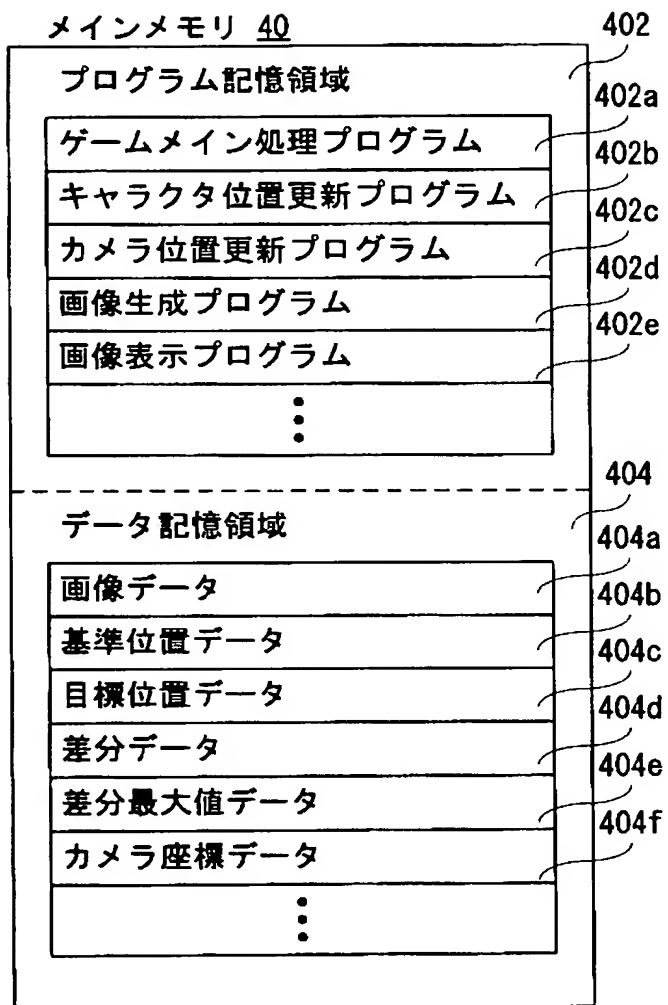 メインメモリ 40
402
プログラム記憶領域
402a
ゲームメイン処理プログラム
402b
キャラクタ位置更新プログラム
402c
カメラ位置更新プログラム
402d
画像生成プログラム
402e
画像表示プログラム
404
データ記憶領域
404a
画像データ
404b
基準位置データ
404c
目標位置データ
404d
差分データ
404e
差分最大値データ
404f
カメラ座標データ